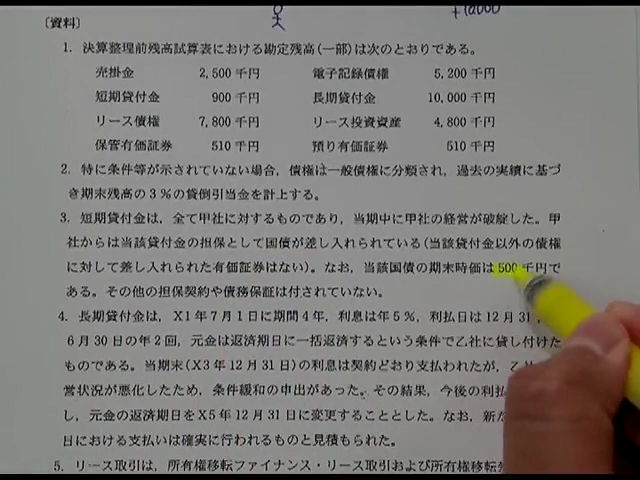 +10000
〔資料〕
1. 決算整理前残高試算表における勘定残高(一部)は次のとおりである。
売掛金 2,500 千円 電子記録債権 5,200 千円
短期貸付金 900 千円 長期貸付金 10,000 千円
リース債権 7,800 千円 リース投資資産 4,800 千円
保管有価証券 510 千円 預り有価証券 510 千円
2. 特に条件等が示されていない場合, 債権は一般債権に分類され, 過去の実績に基づ
き期末残高の3%の貸倒引当金を計上する。
3. 短期貸付金は, 全て甲社に対するものであり, 当期中に甲社の経営が破綻した。甲
社からは当該貸付金の担保として国債が差し入れられている(当該貸付金以外の債権
に対して差し入れられた有価証券はない)。なお, 当該国債の期末時価は 500 千円で
ある。その他の担保契約や債務保証は付されていない。
4. 長期貸付金は, X1年7月1日に期間4年, 利息は年5%, 利払日は12月31
6月30日の年2回, 元金は返済期日に一括返済するという条件で乙社に貸し付けた
ものである。当期末(X3年12月31日)の利息は契約どおり支払われたが, 乙
営状況が悪化したため, 条件緩和の申出があった。その結果, 今後の利払
し, 元金の返済期日をX5年12月31日に変更することとした。なお, 新た
日における支払いは確実に行われるものと見積もられた。
5. リース取引は, 所有権移転ファイナンス・リース取引および所有権移転